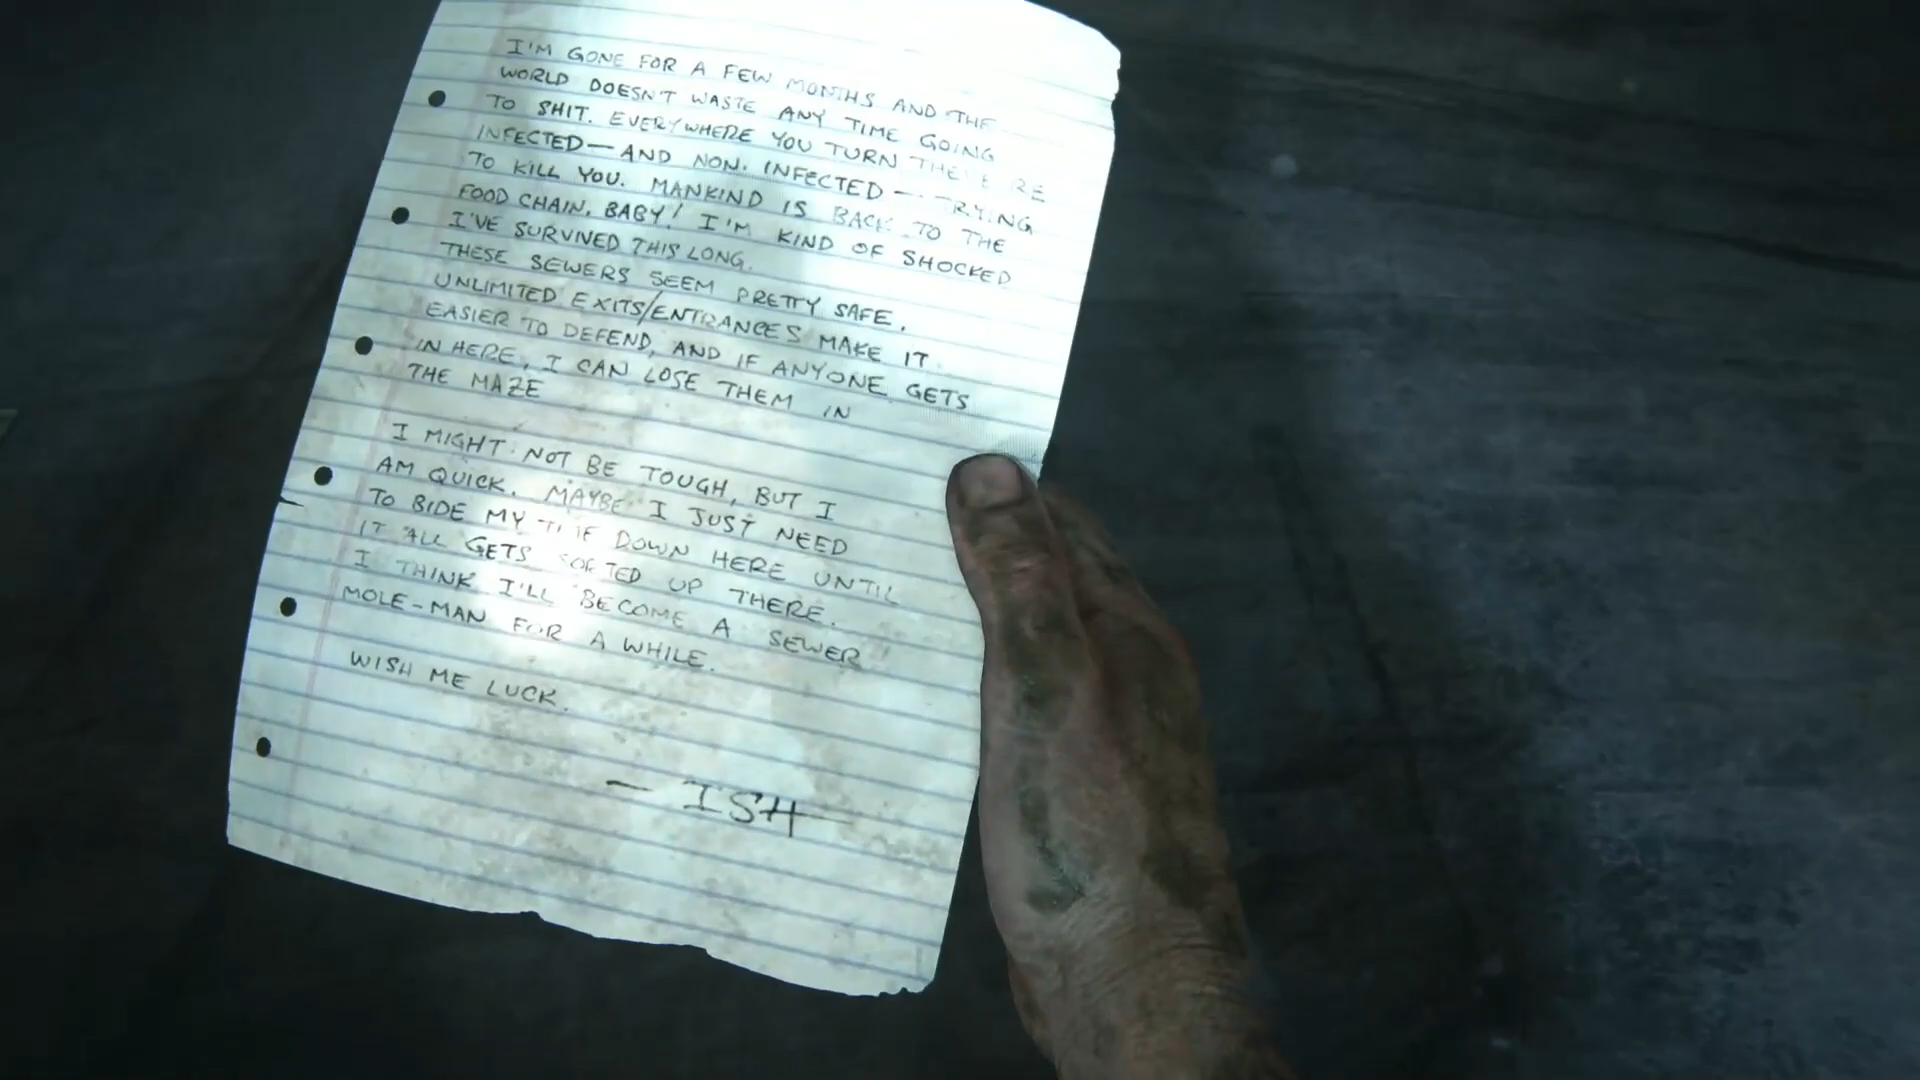 I'M GONE FOR A FEW MONTHS AND THE
WORLD DOESN'T WASTE ANY TIME GOING
TO SHIT. EVERYWHERE YOU TURN THERE'RE
INFECTED — AND NON. INFECTED — TRYING
TO KILL YOU. MANKIND IS BACK TO THE
FOOD CHAIN, BABY! I'M KIND OF SHOCKED
I'VE SURVIVED THIS LONG.
THESE SEWERS SEEM PRETTY SAFE.
UNLIMITED EXITS/ENTRANCES MAKE IT
EASIER TO DEFEND, AND IF ANYONE GETS
IN HERE, I CAN LOSE THEM IN
THE MAZE
I MIGHT NOT BE TOUGH, BUT I
AM QUICK. MAYBE I JUST NEED
TO BIDE MY TIME DOWN HERE UNTIL
IT ALL GETS SORTED UP THERE.
I THINK I'LL BECOME A SEWER
MOLE-MAN FOR A WHILE.
WISH ME LUCK.
— ISH